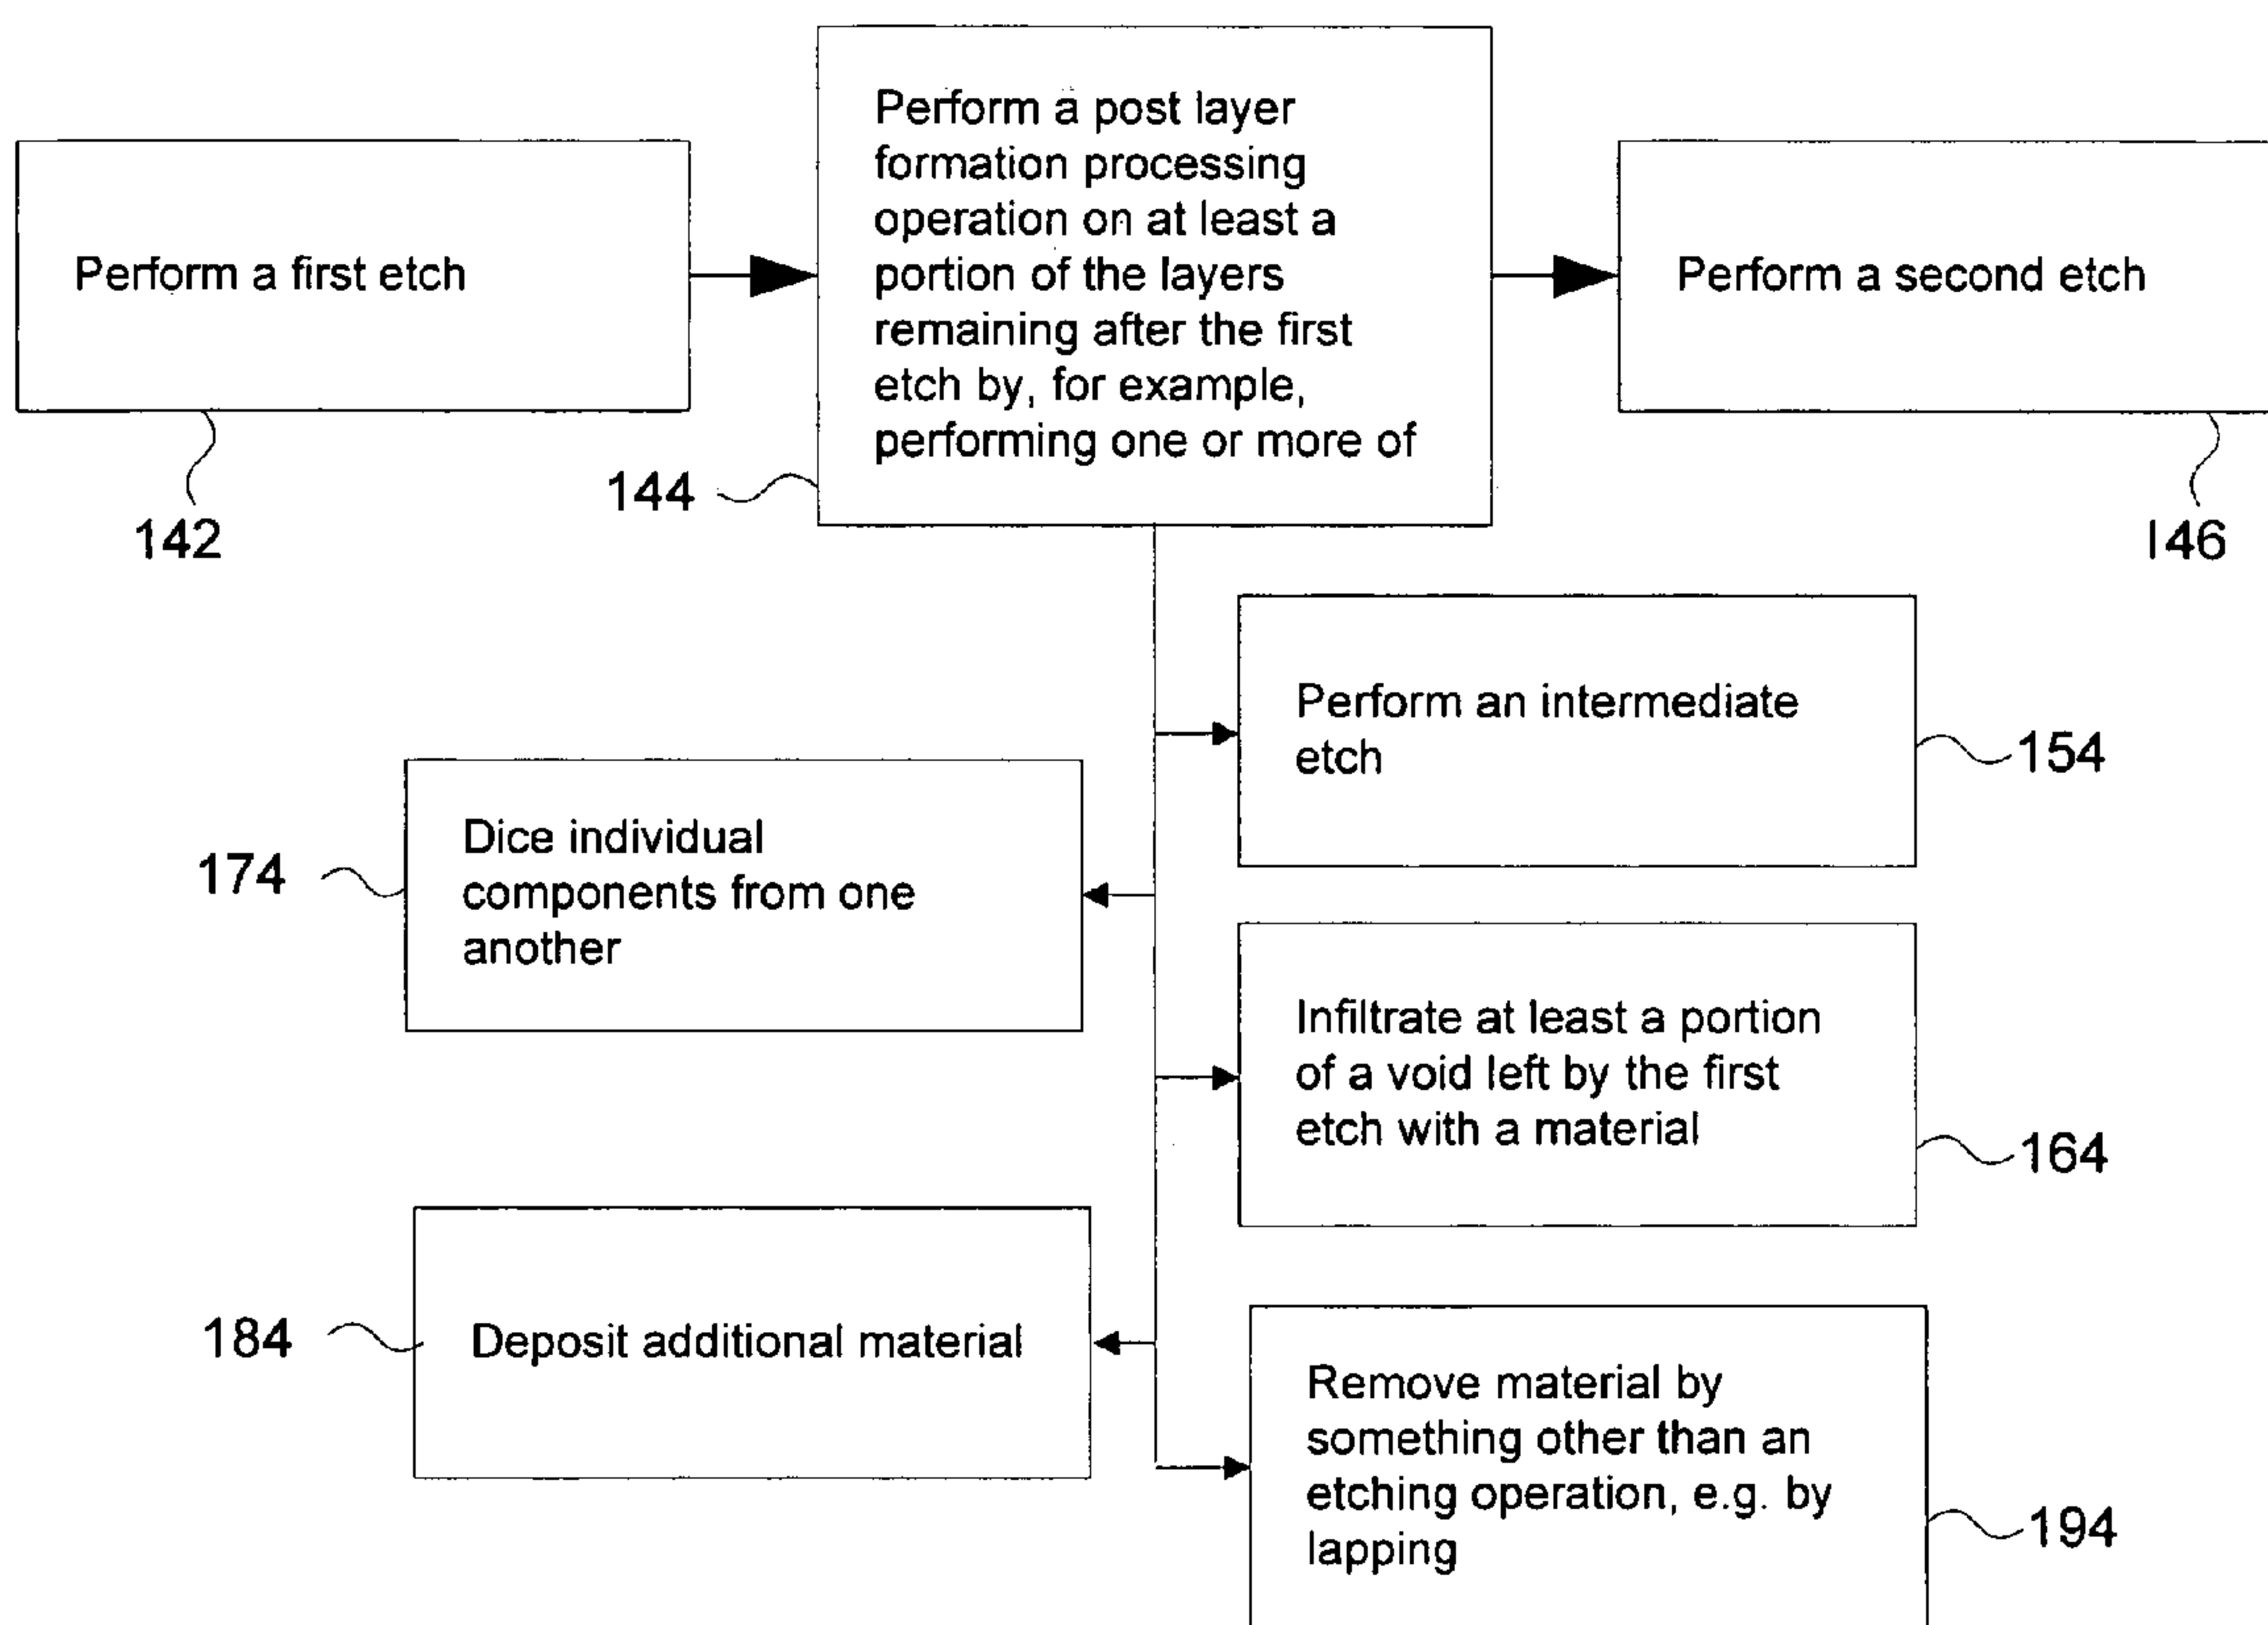 Perform a first etch
142
Perform a post layer
formation processing
operation on at least a
portion of the layers
remaining after the first
etch by, for example,
performing one or more of
144
Perform a second etch
146
Perform an intermediate
etch
154
Dice individual
components from one
another
174
Infiltrate at least a portion
of a void left by the first
etch with a material
164
Deposit additional material
184
Remove material by
something other than an
etching operation, e.g. by
lapping
194